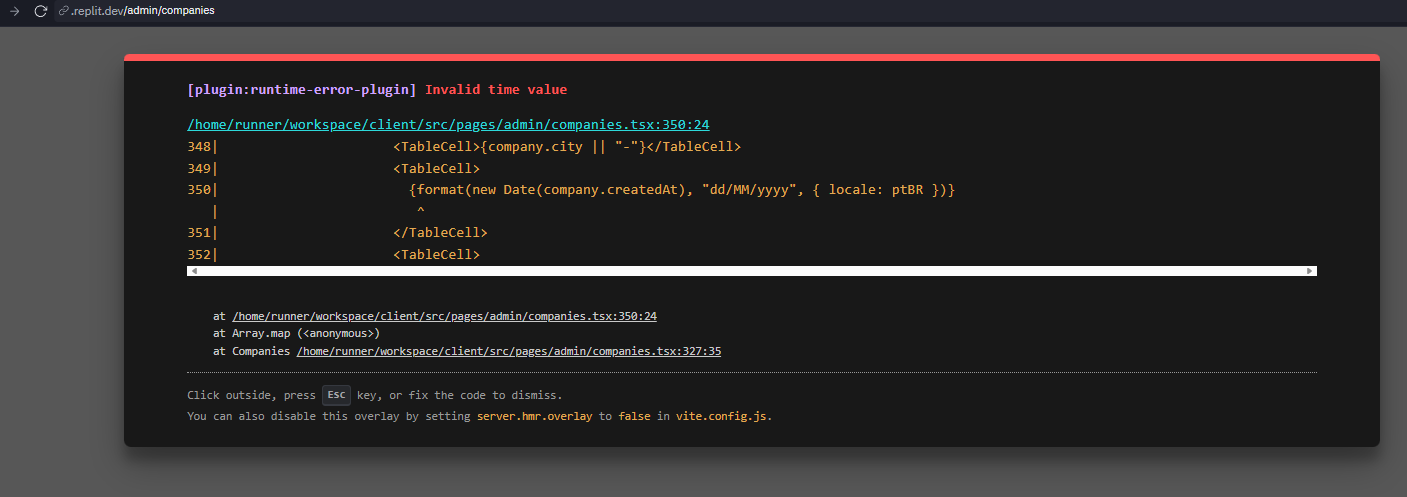 .replit.dev/admin/companies
[plugin:runtime-error-plugin] Invalid time value
/home/runner/workspace/client/src/pages/admin/companies.tsx:350:24
348|                      <TableCell>{company.city || "-"}</TableCell>
349|                      <TableCell>
350|                        {format(new Date(company.createdAt), "dd/MM/yyyy", { locale: ptBR })}
   |                         ^
351|                      </TableCell>
352|                      <TableCell>
at /home/runner/workspace/client/src/pages/admin/companies.tsx:350:24
at Array.map (<anonymous>)
at Companies /home/runner/workspace/client/src/pages/admin/companies.tsx:327:35
Click outside, press Esc key, or fix the code to dismiss.
You can also disable this overlay by setting server.hmr.overlay to false in vite.config.js.